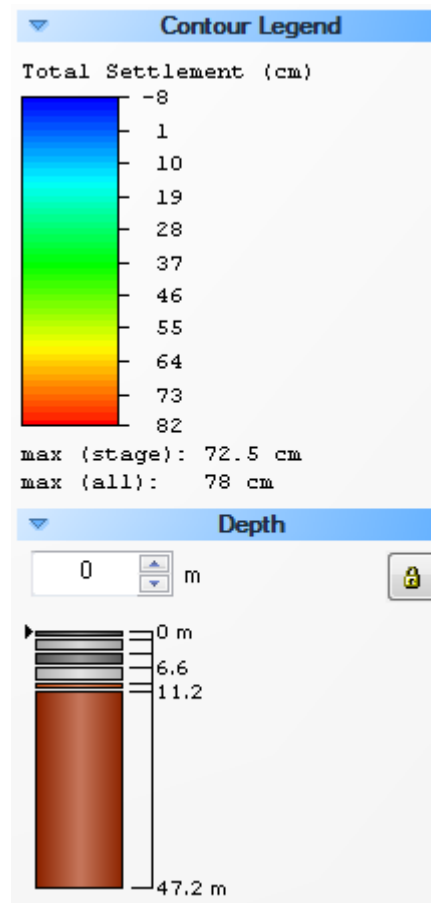 Contour Legend
Total Settlement (cm)
-8
1
10
19
28
37
46
55
64
73
82
max (stage): 72.5 cm
max (all): 78 cm
Depth
0 m
0 m
6.6
11.2
47.2 m